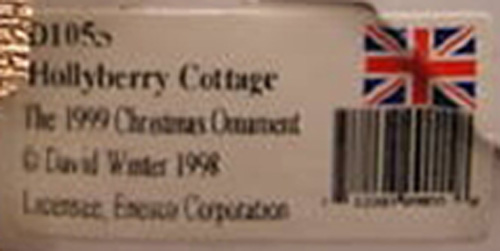 Hollyberry Cottage
The 1999 Christmas Ornament
© David Winter 1998
Licensee, Enesco Corporation